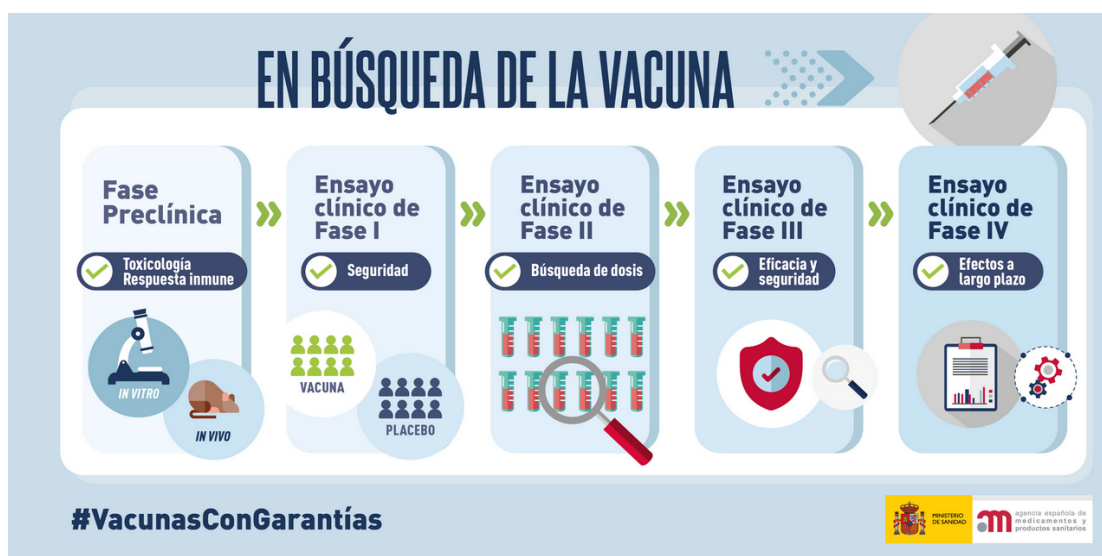 EN BÚSQUEDA DE LA VACUNA
Fase
Preclínica
Toxicología
Respuesta inmune
IN VITRO
IN VIVO
Ensayo
clínico de
Fase I
Seguridad
VACUNA
PLACEBO
Ensayo
clínico de
Fase II
Búsqueda de dosis
Ensayo
clínico de
Fase III
Eficacia y
seguridad
Ensayo
clínico de
Fase IV
Efectos a
largo plazo
#VacunasConGarantías
MINISTERIO
DE SANIDAD
am
agencia española de
medicamentos y
productos sanitarios